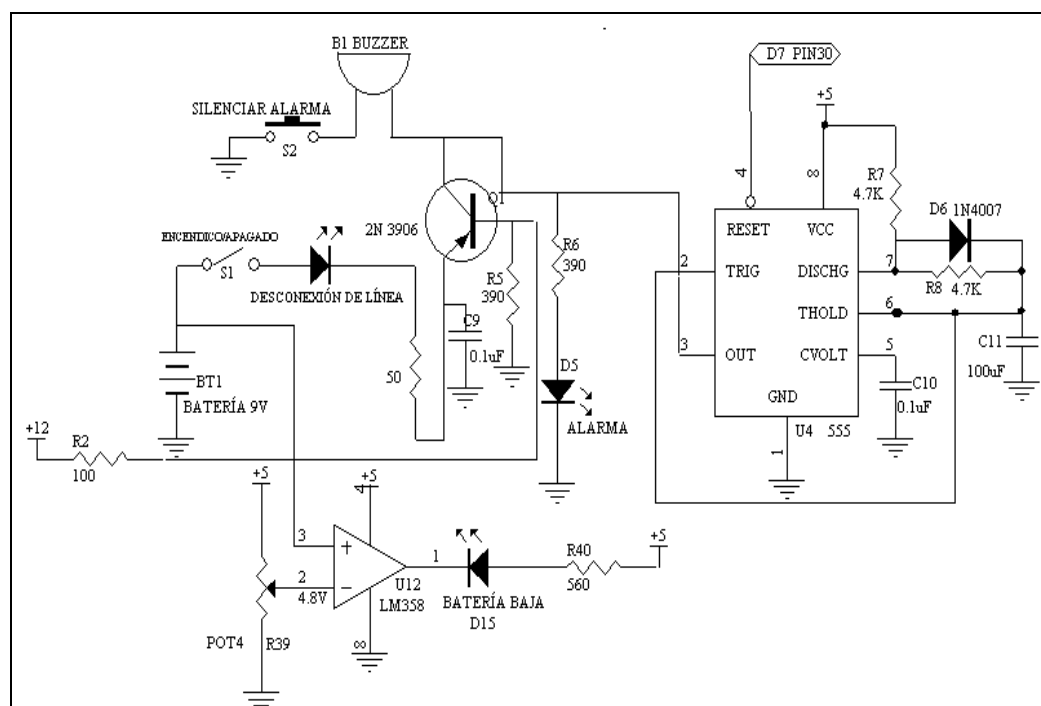 B1 BUZZER
D7 PIN30
+5
SILENCIAR ALARMA
S2
4
8
R7
4.7K
D6 1N4007
2N 3906
Q1
RESET
VCC
ENCENDICO/APAGADO
S1
R6
390
2
TRIG
DISCHG
7
R8 4.7K
DESCONEXIÓN DE LÍNEA
R5
390
THOLD
6
C9
0.1uF
3
OUT
CVOLT
5
C11
100uF
50
D5
C10
0.1uF
BT1
BATERÍA 9V
GND
ALARMA
U4 555
+12
R2
100
1
+5
+5
4
3
+
1
R40
560
+5
2
4.8V
−
U12
LM358
BATERÍA BAJA
D15
POT4
R39
8